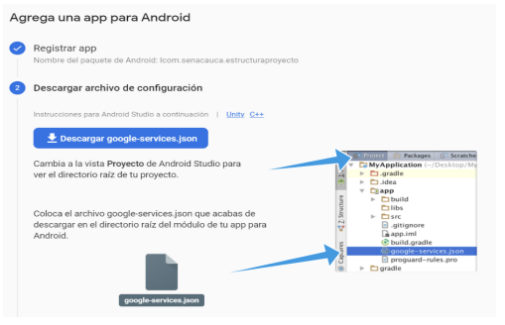 Agrega una app para Android
Registrar app
Nombre del paquete de Android: lcom.senacauca.estructuraproyecto
2 Descargar archivo de configuración
Instrucciones para Android Studio a continuación | Unity C++
Descargar google-services.json
Cambia a la vista Proyecto de Android Studio para
ver el directorio raíz de tu proyecto.
Coloca el archivo google-services.json que acabas de
descargar en el directorio raíz del módulo de tu app para
Android.
google-services.json
Project Packages Scratche
MyApplication (~/Desktop/My
.gradle
.idea
app
build
libs
src
.gitignore
app.iml
build.gradle
google-services.json
proguard-rules.pro
gradle
Z: Structure
Captures